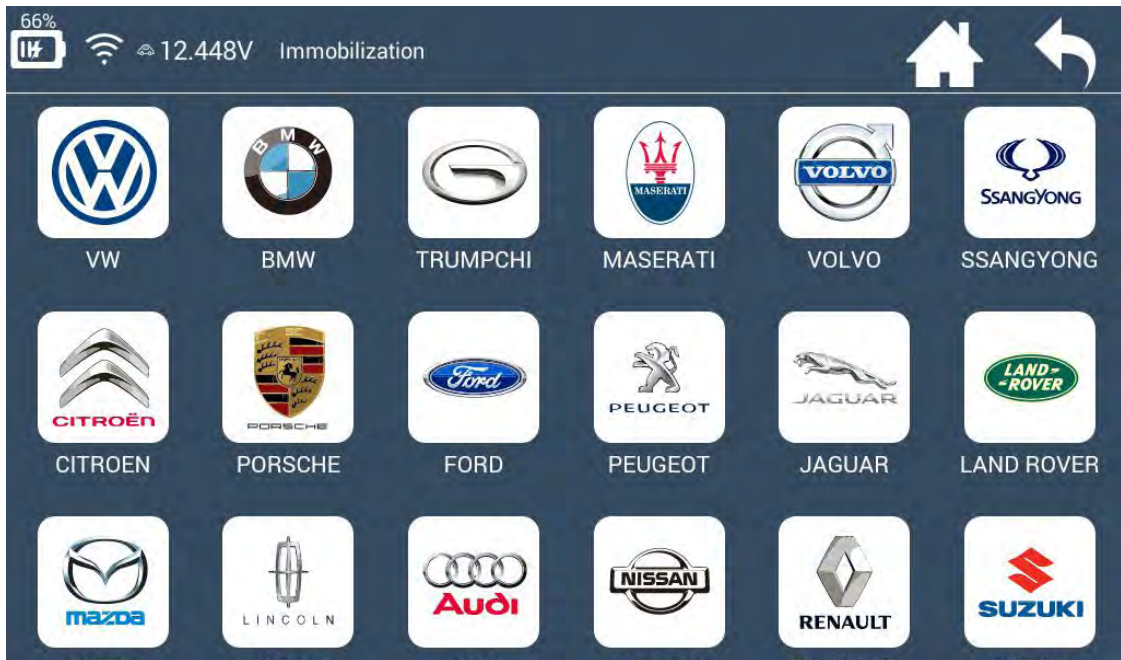 66%
12.448V Immobilization
B M W
MASERATI
VOLVO
SSANGYONG
VW BMW TRUMPCHI MASERATI VOLVO SSANGYONG
CITROËn
PORSCHE
Ford
PEUGEOT
JAGUAR
LAND-
-ROVER
CITROEN PORSCHE FORD PEUGEOT JAGUAR LAND ROVER
mazDa
LINCOLN
Audi
NISSAN
RENAULT
SUZUKI